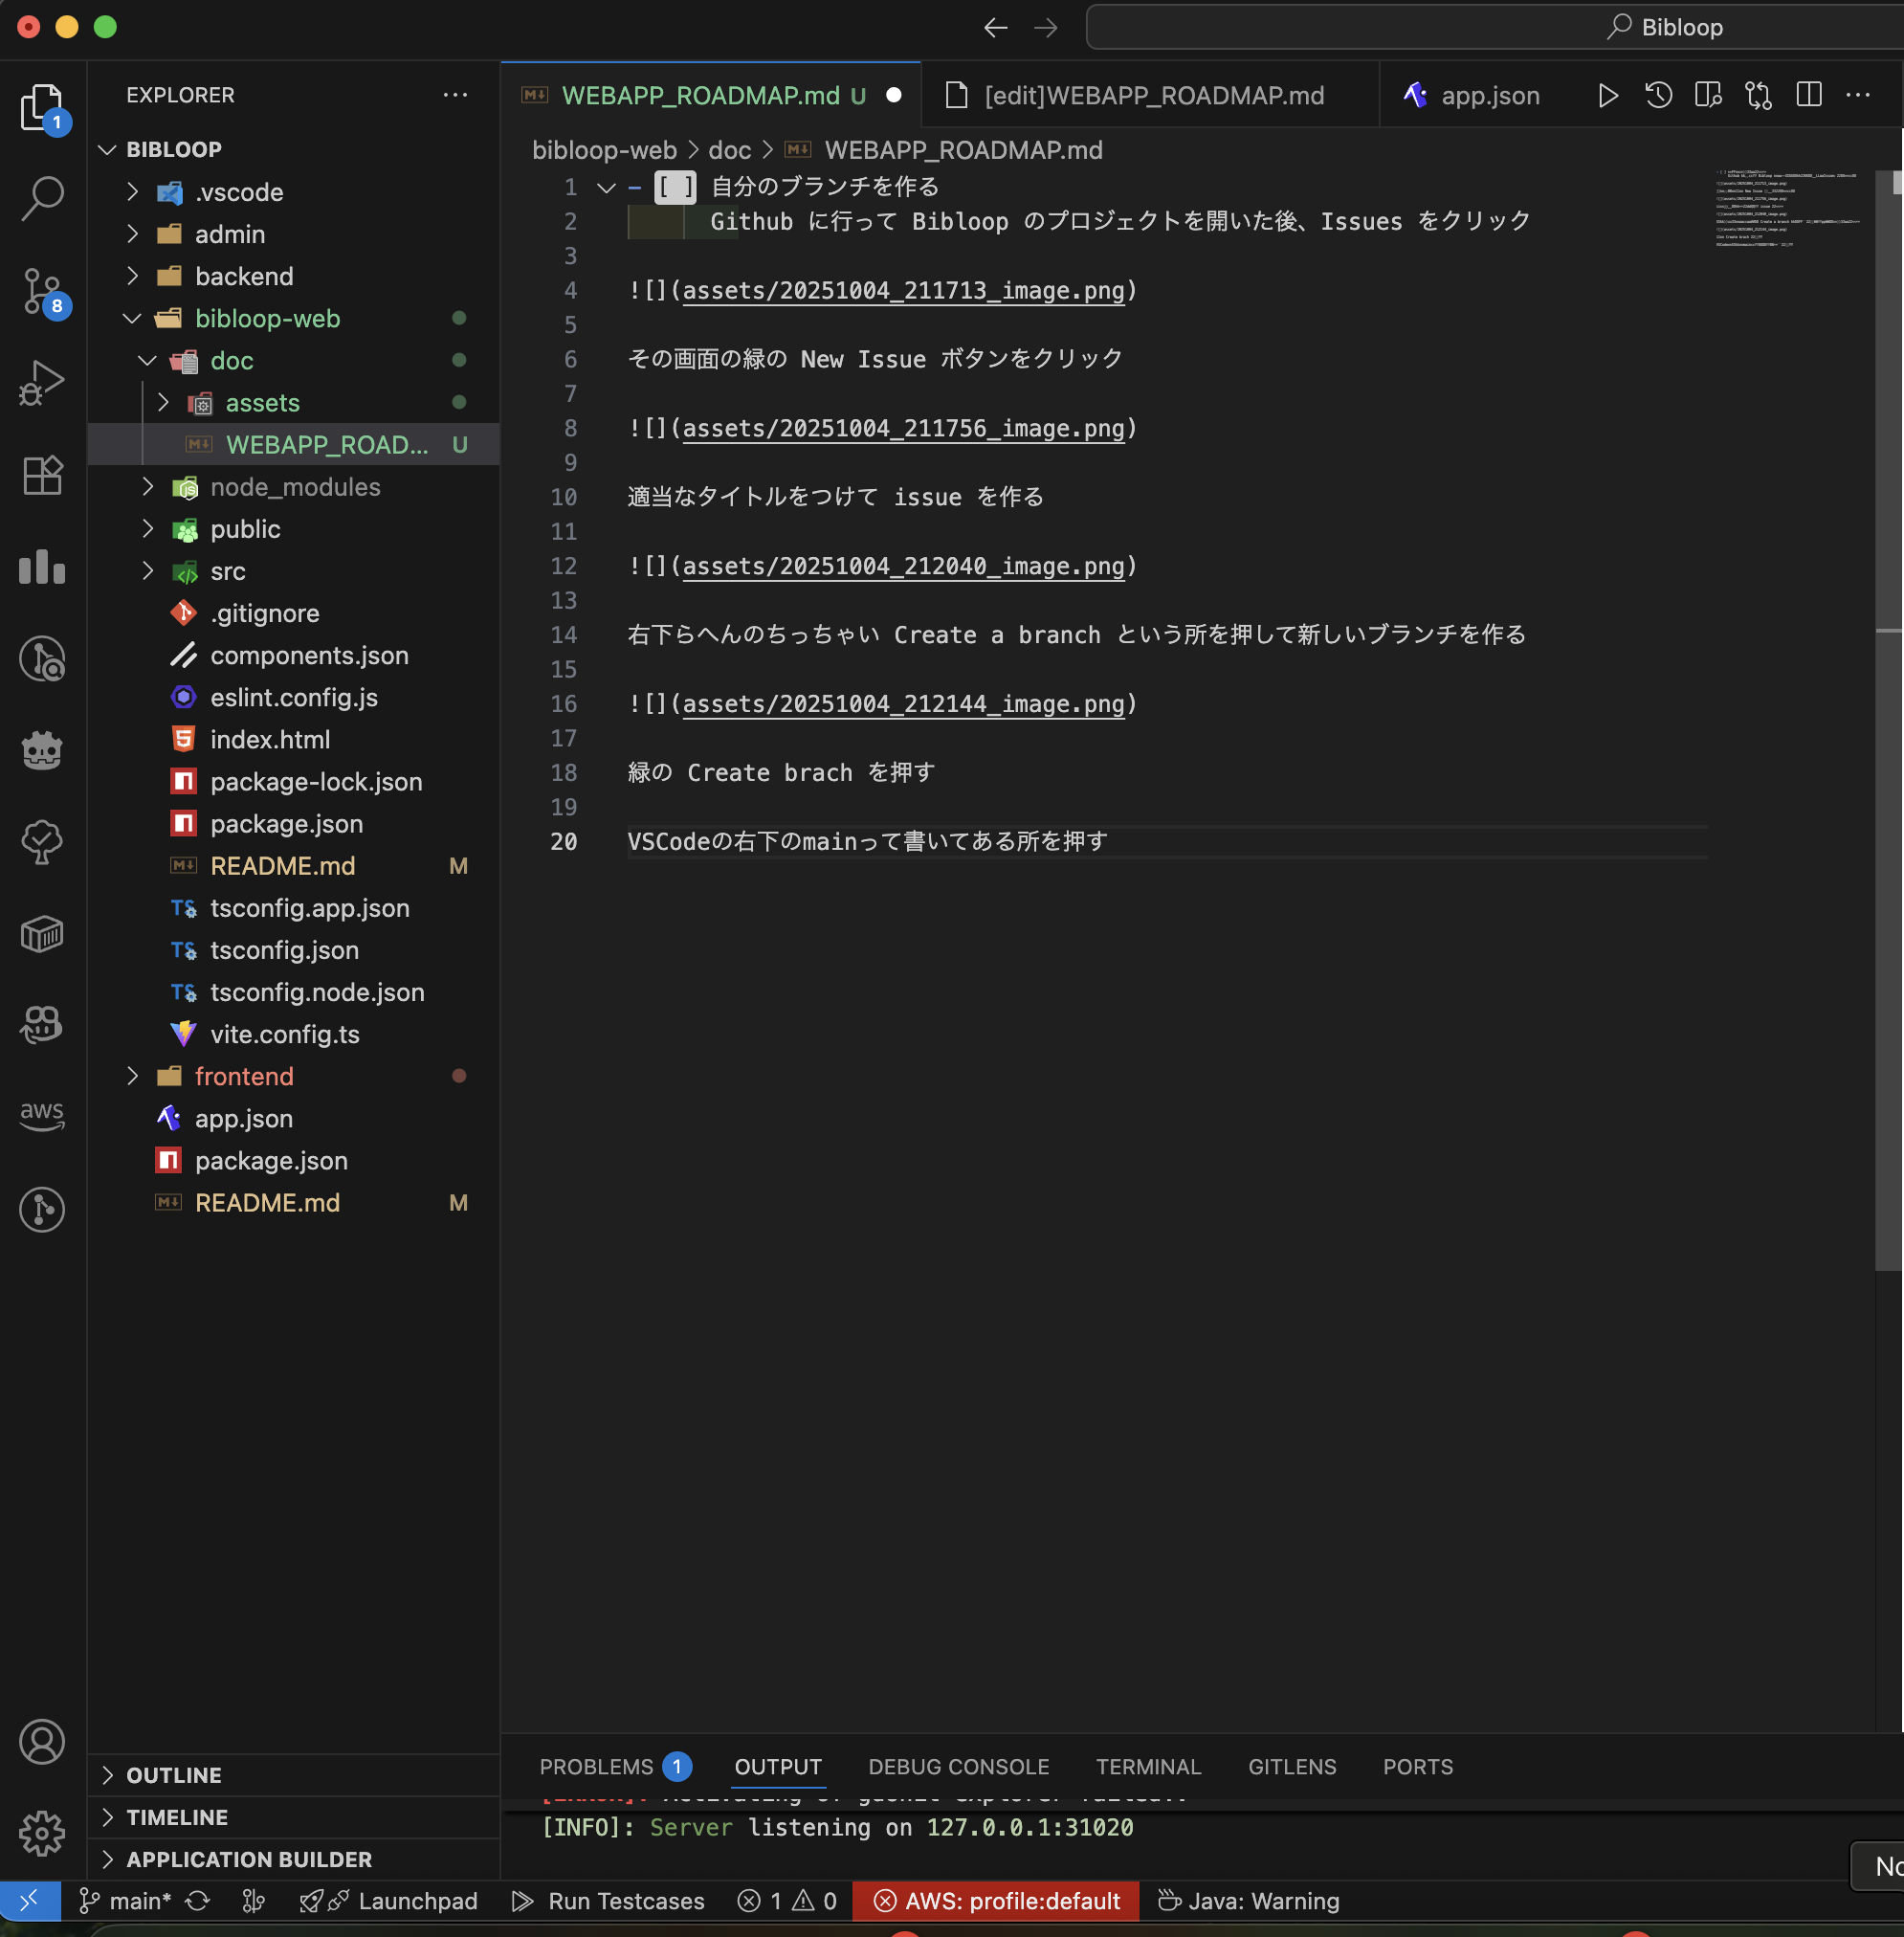 Bibloop
EXPLORER
BIBLOOP
.vscode
admin
backend
bibloop-web
doc
assets
WEBAPP_ROAD... U
node_modules
public
src
.gitignore
components.json
eslint.config.js
index.html
package-lock.json
package.json
README.md M
tsconfig.app.json
tsconfig.json
tsconfig.node.json
vite.config.ts
frontend
app.json
package.json
README.md M
OUTLINE
TIMELINE
APPLICATION BUILDER
1
8
aws
WEBAPP_ROADMAP.md U
[edit]WEBAPP_ROADMAP.md
app.json
bibloop-web > doc > WEBAPP_ROADMAP.md
1 - [ ] 自分のブランチを作る
2 Github に行って Bibloop のプロジェクトを開いた後、Issues をクリック
3
4 ![](assets/20251004_211713_image.png)
5
6 その画面の緑の New Issue ボタンをクリック
7
8 ![](assets/20251004_211756_image.png)
9
10 適当なタイトルをつけて issue を作る
11
12 ![](assets/20251004_212040_image.png)
13
14 右下らへんのちっちゃい Create a branch という所を押して新しいブランチを作る
15
16 ![](assets/20251004_212144_image.png)
17
18 緑の Create brach を押す
19
20 VSCodeの右下のmainって書いてある所を押す
PROBLEMS 1
OUTPUT
DEBUG CONSOLE
TERMINAL
GITLENS
PORTS
[INFO]: Server listening on 127.0.0.1:31020
main*
Launchpad
Run Testcases
1
0
AWS: profile:default
Java: Warning